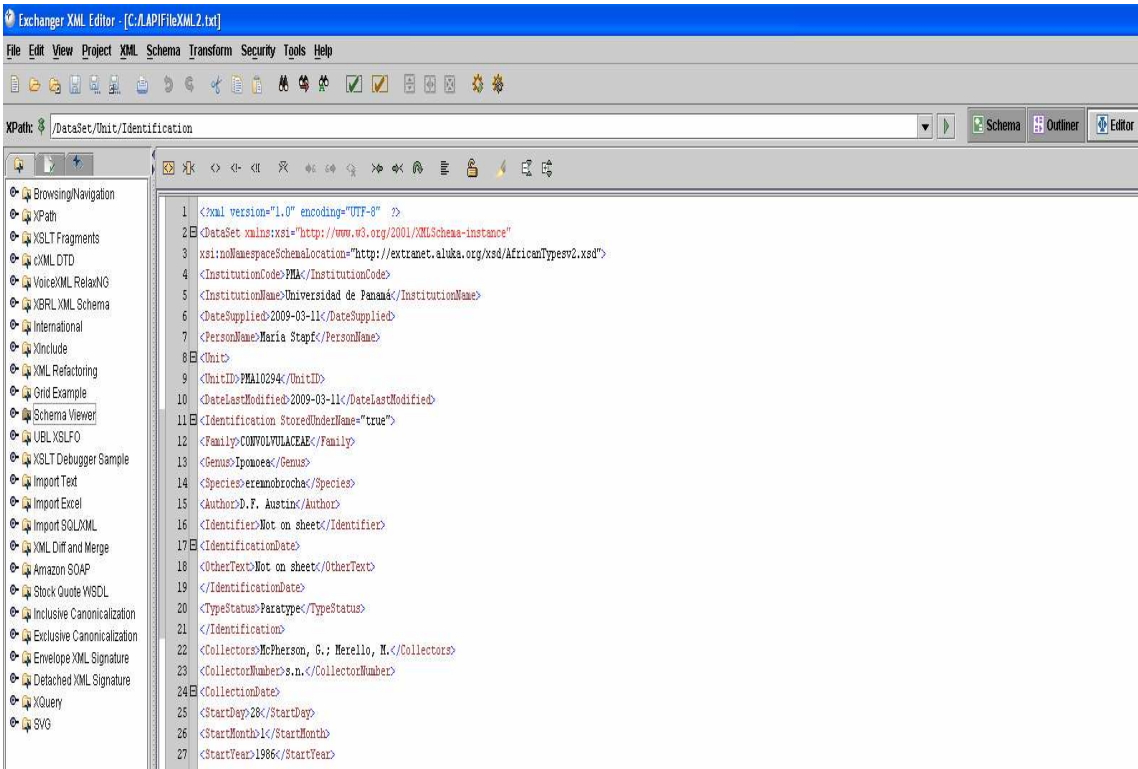 Exchanger XML Editor - [C:/LAPIFileXML2.txt]
File Edit View Project XML Schema Transform Security Tools Help
XPath: /DataSet/Unit/Identification
Schema Outliner Editor
Browsing/Navigation
XPath
XSLT Fragments
cXML DTD
VoiceXML RelaxNG
XBRL XML Schema
International
XInclude
XML Refactoring
Grid Example
Schema Viewer
UBL XSLFO
XSLT Debugger Sample
Import Text
Import Excel
Import SQL/XML
XML Diff and Merge
Amazon SOAP
Stock Quote WSDL
Inclusive Canonicalization
Exclusive Canonicalization
Envelope XML Signature
Detached XML Signature
XQuery
SVG
1 <?xml version="1.0" encoding="UTF-8" ?>
2 <DataSet xmlns:xsi="http://www.w3.org/2001/XMLSchema-instance"
3 xsi:noNamespaceSchemaLocation="http://extranet.aluka.org/xsd/AfricanTypesv2.xsd">
4 <InstitutionCode>PMA</InstitutionCode>
5 <InstitutionName>Universidad de Panamá</InstitutionName>
6 <DateSupplied>2009-03-11</DateSupplied>
7 <PersonName>María Stapf</PersonName>
8 <Unit>
9 <UnitID>PMA10294</UnitID>
10 <DateLastModified>2009-03-11</DateLastModified>
11 <Identification StoredUnderName="true">
12 <Family>CONVOLVULACEAE</Family>
13 <Genus>Ipomoea</Genus>
14 <Species>eremnobrocha</Species>
15 <Author>D.F. Austin</Author>
16 <Identifier>Not on sheet</Identifier>
17 <IdentificationDate>
18 <OtherText>Not on sheet</OtherText>
19 </IdentificationDate>
20 <TypeStatus>Paratype</TypeStatus>
21 </Identification>
22 <Collectors>McPherson, G.; Merello, M.</Collectors>
23 <CollectorNumber>s.n.</CollectorNumber>
24 <CollectionDate>
25 <StartDay>28</StartDay>
26 <StartMonth>1</StartMonth>
27 <StartYear>1986</StartYear>